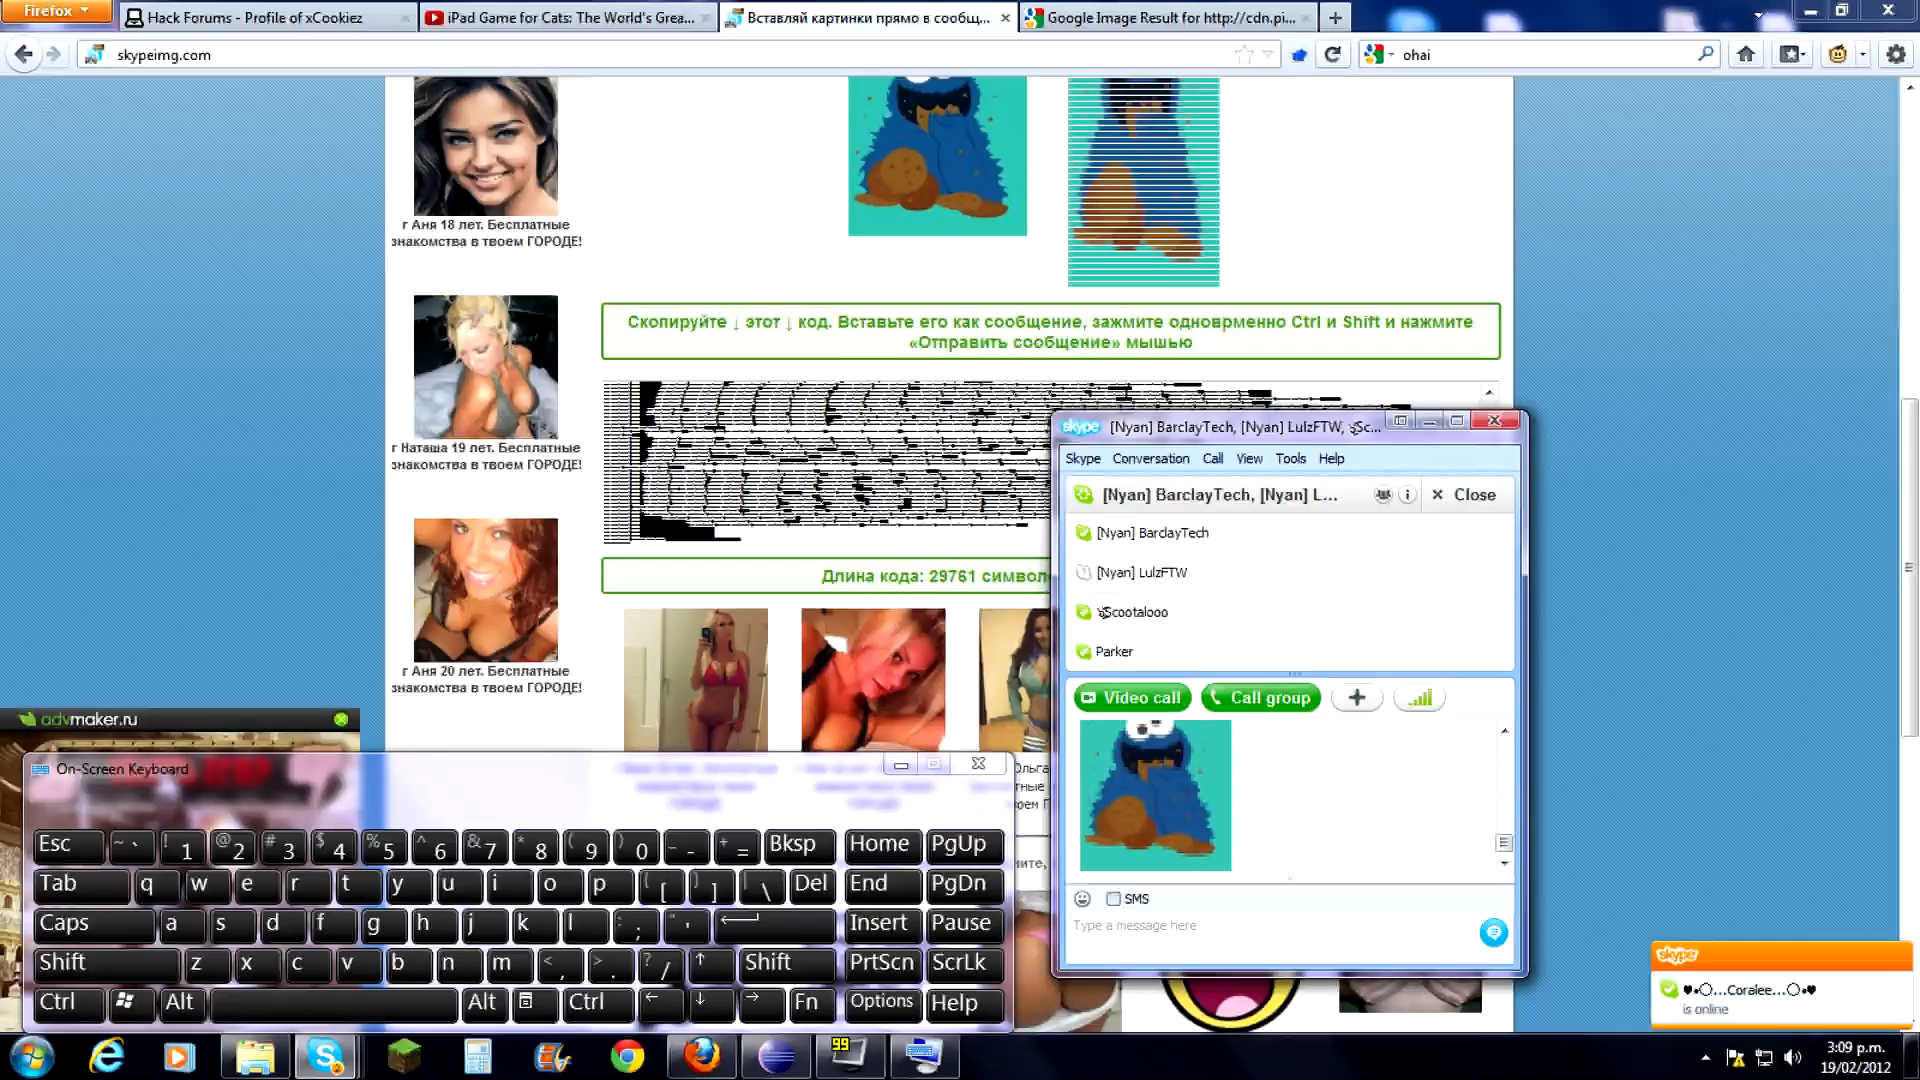 Firefox
Hack Forums - Profile of xCookiez
iPad Game for Cats: The World's Grea...
Вставляй картинки прямо в сообщ...
Google Image Result for http://cdn.pi...
skypeimg.com
ohai
г Аня 18 лет. Бесплатные
знакомства в твоем ГОРОДЕ!
г Наташа 19 лет. Бесплатные
знакомства в твоем ГОРОДЕ!
г Аня 20 лет. Бесплатные
знакомства в твоем ГОРОДЕ!
Скопируйте ↓ этот ↓ код. Вставьте его как сообщение, зажмите одноврменно Ctrl и Shift и нажмите
«Отправить сообщение» мышью
Длина кода: 29761 символ
advmaker.ru
skype [Nyan] BarclayTech, [Nyan] LulzFTW, Sc...
Skype Conversation Call View Tools Help
[Nyan] BarclayTech, [Nyan] L... Close
[Nyan] BarclayTech
[Nyan] LulzFTW
Scootalooo
Parker
Video call Call group
SMS
Type a message here
On-Screen Keyboard
Esc ~ ` ! 1 @ 2 # 3 $ 4 % 5 ^ 6 & 7 * 8 ( 9 ) 0 _ - + = Bksp Home PgUp
Tab q w e r t y u i o p { [ } ] | \ Del End PgDn
Caps a s d f g h j k l : ; " ' Insert Pause
Shift z x c v b n m < , > . ? / ↑ Shift PrtScn ScrLk
Ctrl Alt Alt Ctrl ← ↓ → Fn Options Help
skype
♥•○...Coralee...○•♥
is online
99
3:09 p.m.
19/02/2012